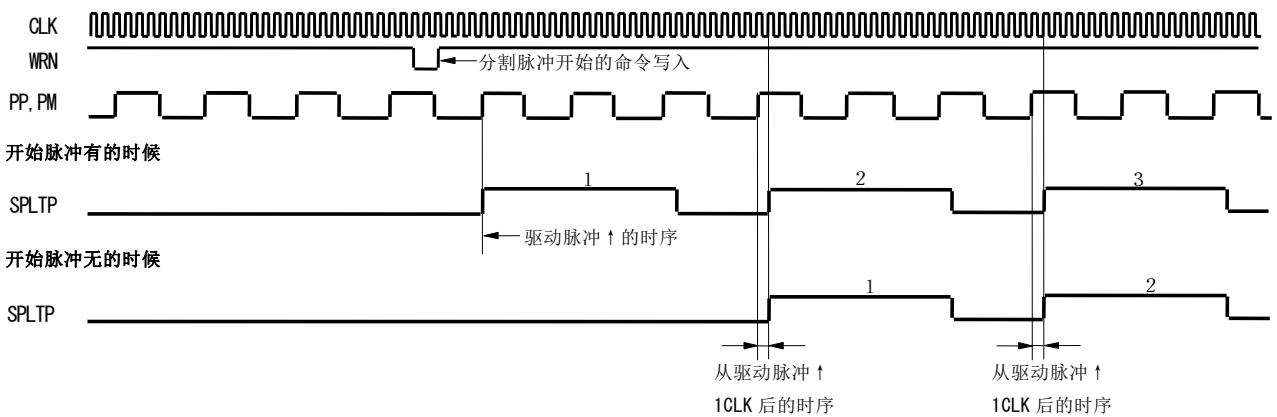 CLK
WRN
分割脉冲开始的命令写入
PP,PM
开始脉冲有的时候
1
2
3
SPLTP
驱动脉冲↑的时序
开始脉冲无的时候
1
2
SPLTP
从驱动脉冲↑
1CLK 后的时序
从驱动脉冲↑
1CLK 后的时序